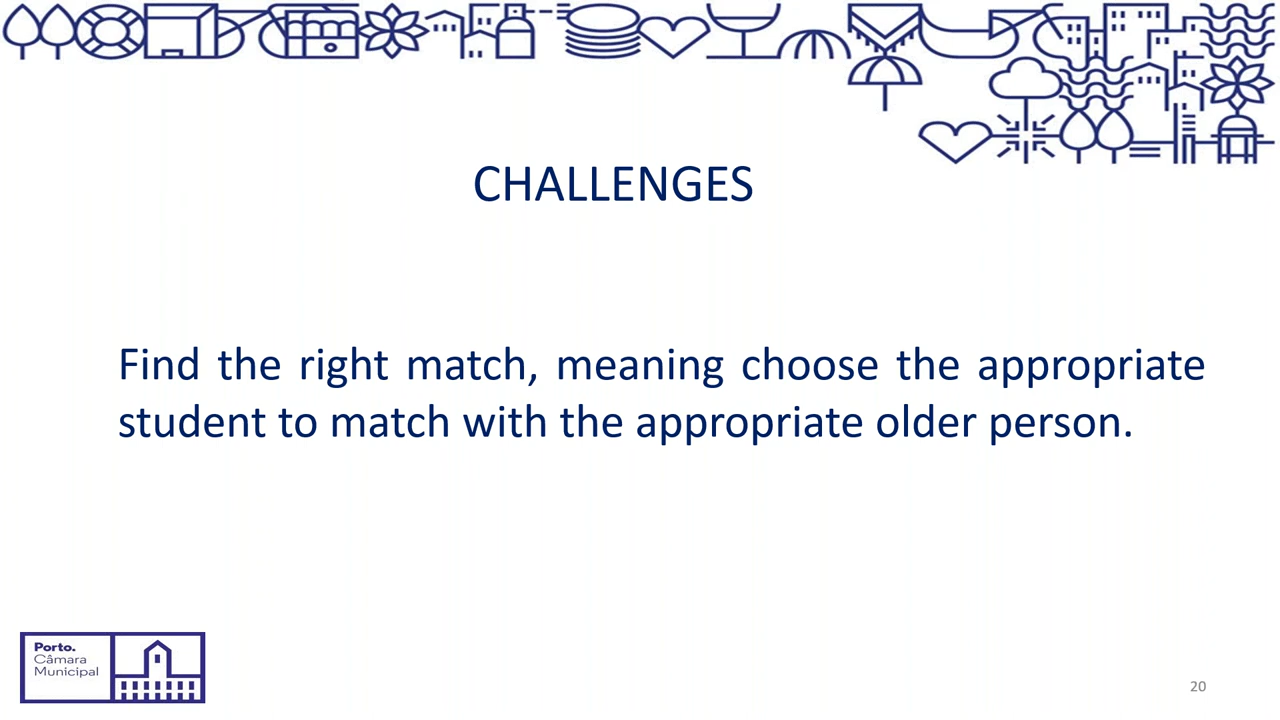 CHALLENGES
Find the right match, meaning choose the appropriate
student to match with the appropriate older person.
Porto.
Câmara
Municipal
20